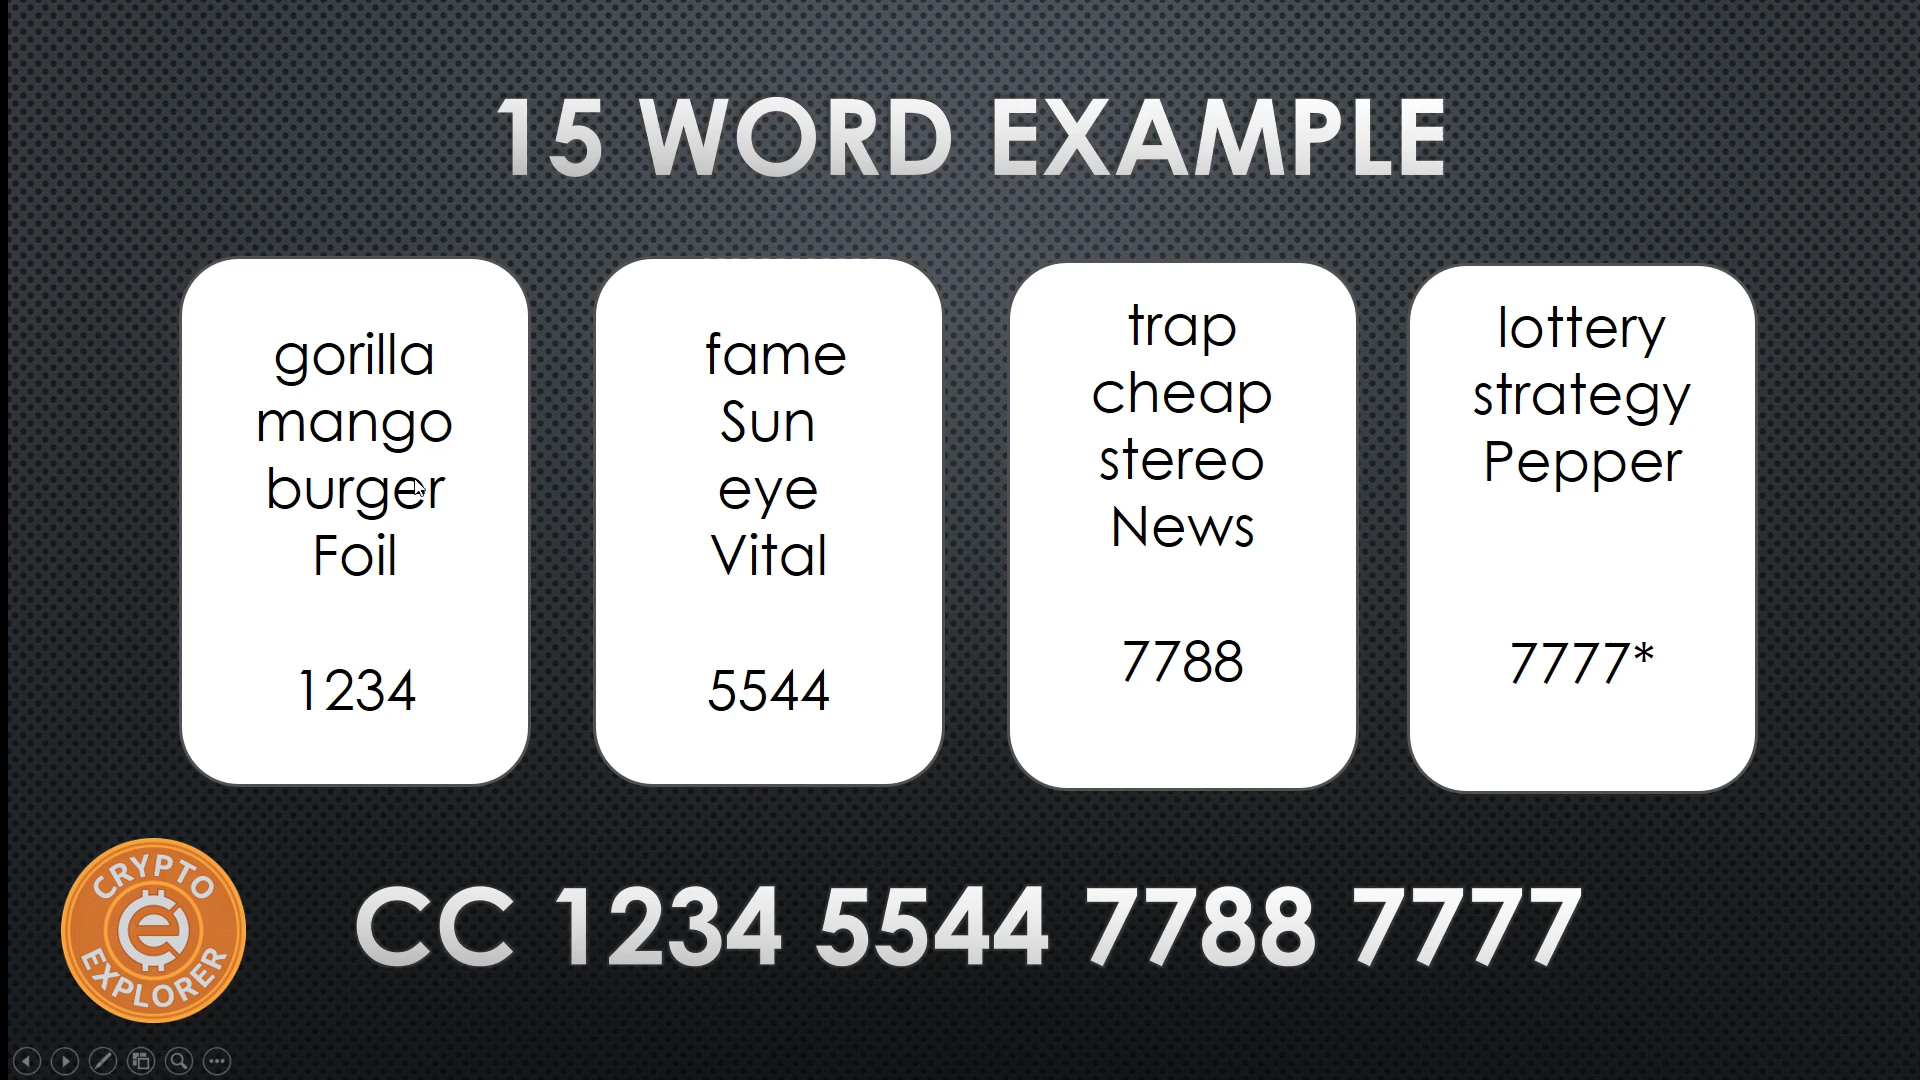 15 WORD EXAMPLE
gorilla
mango
burger
Foil
1234
fame
Sun
eye
Vital
5544
trap
cheap
stereo
News
7788
lottery
strategy
Pepper
7777*
CRYPTO
EXPLORER
CC 1234 5544 7788 7777